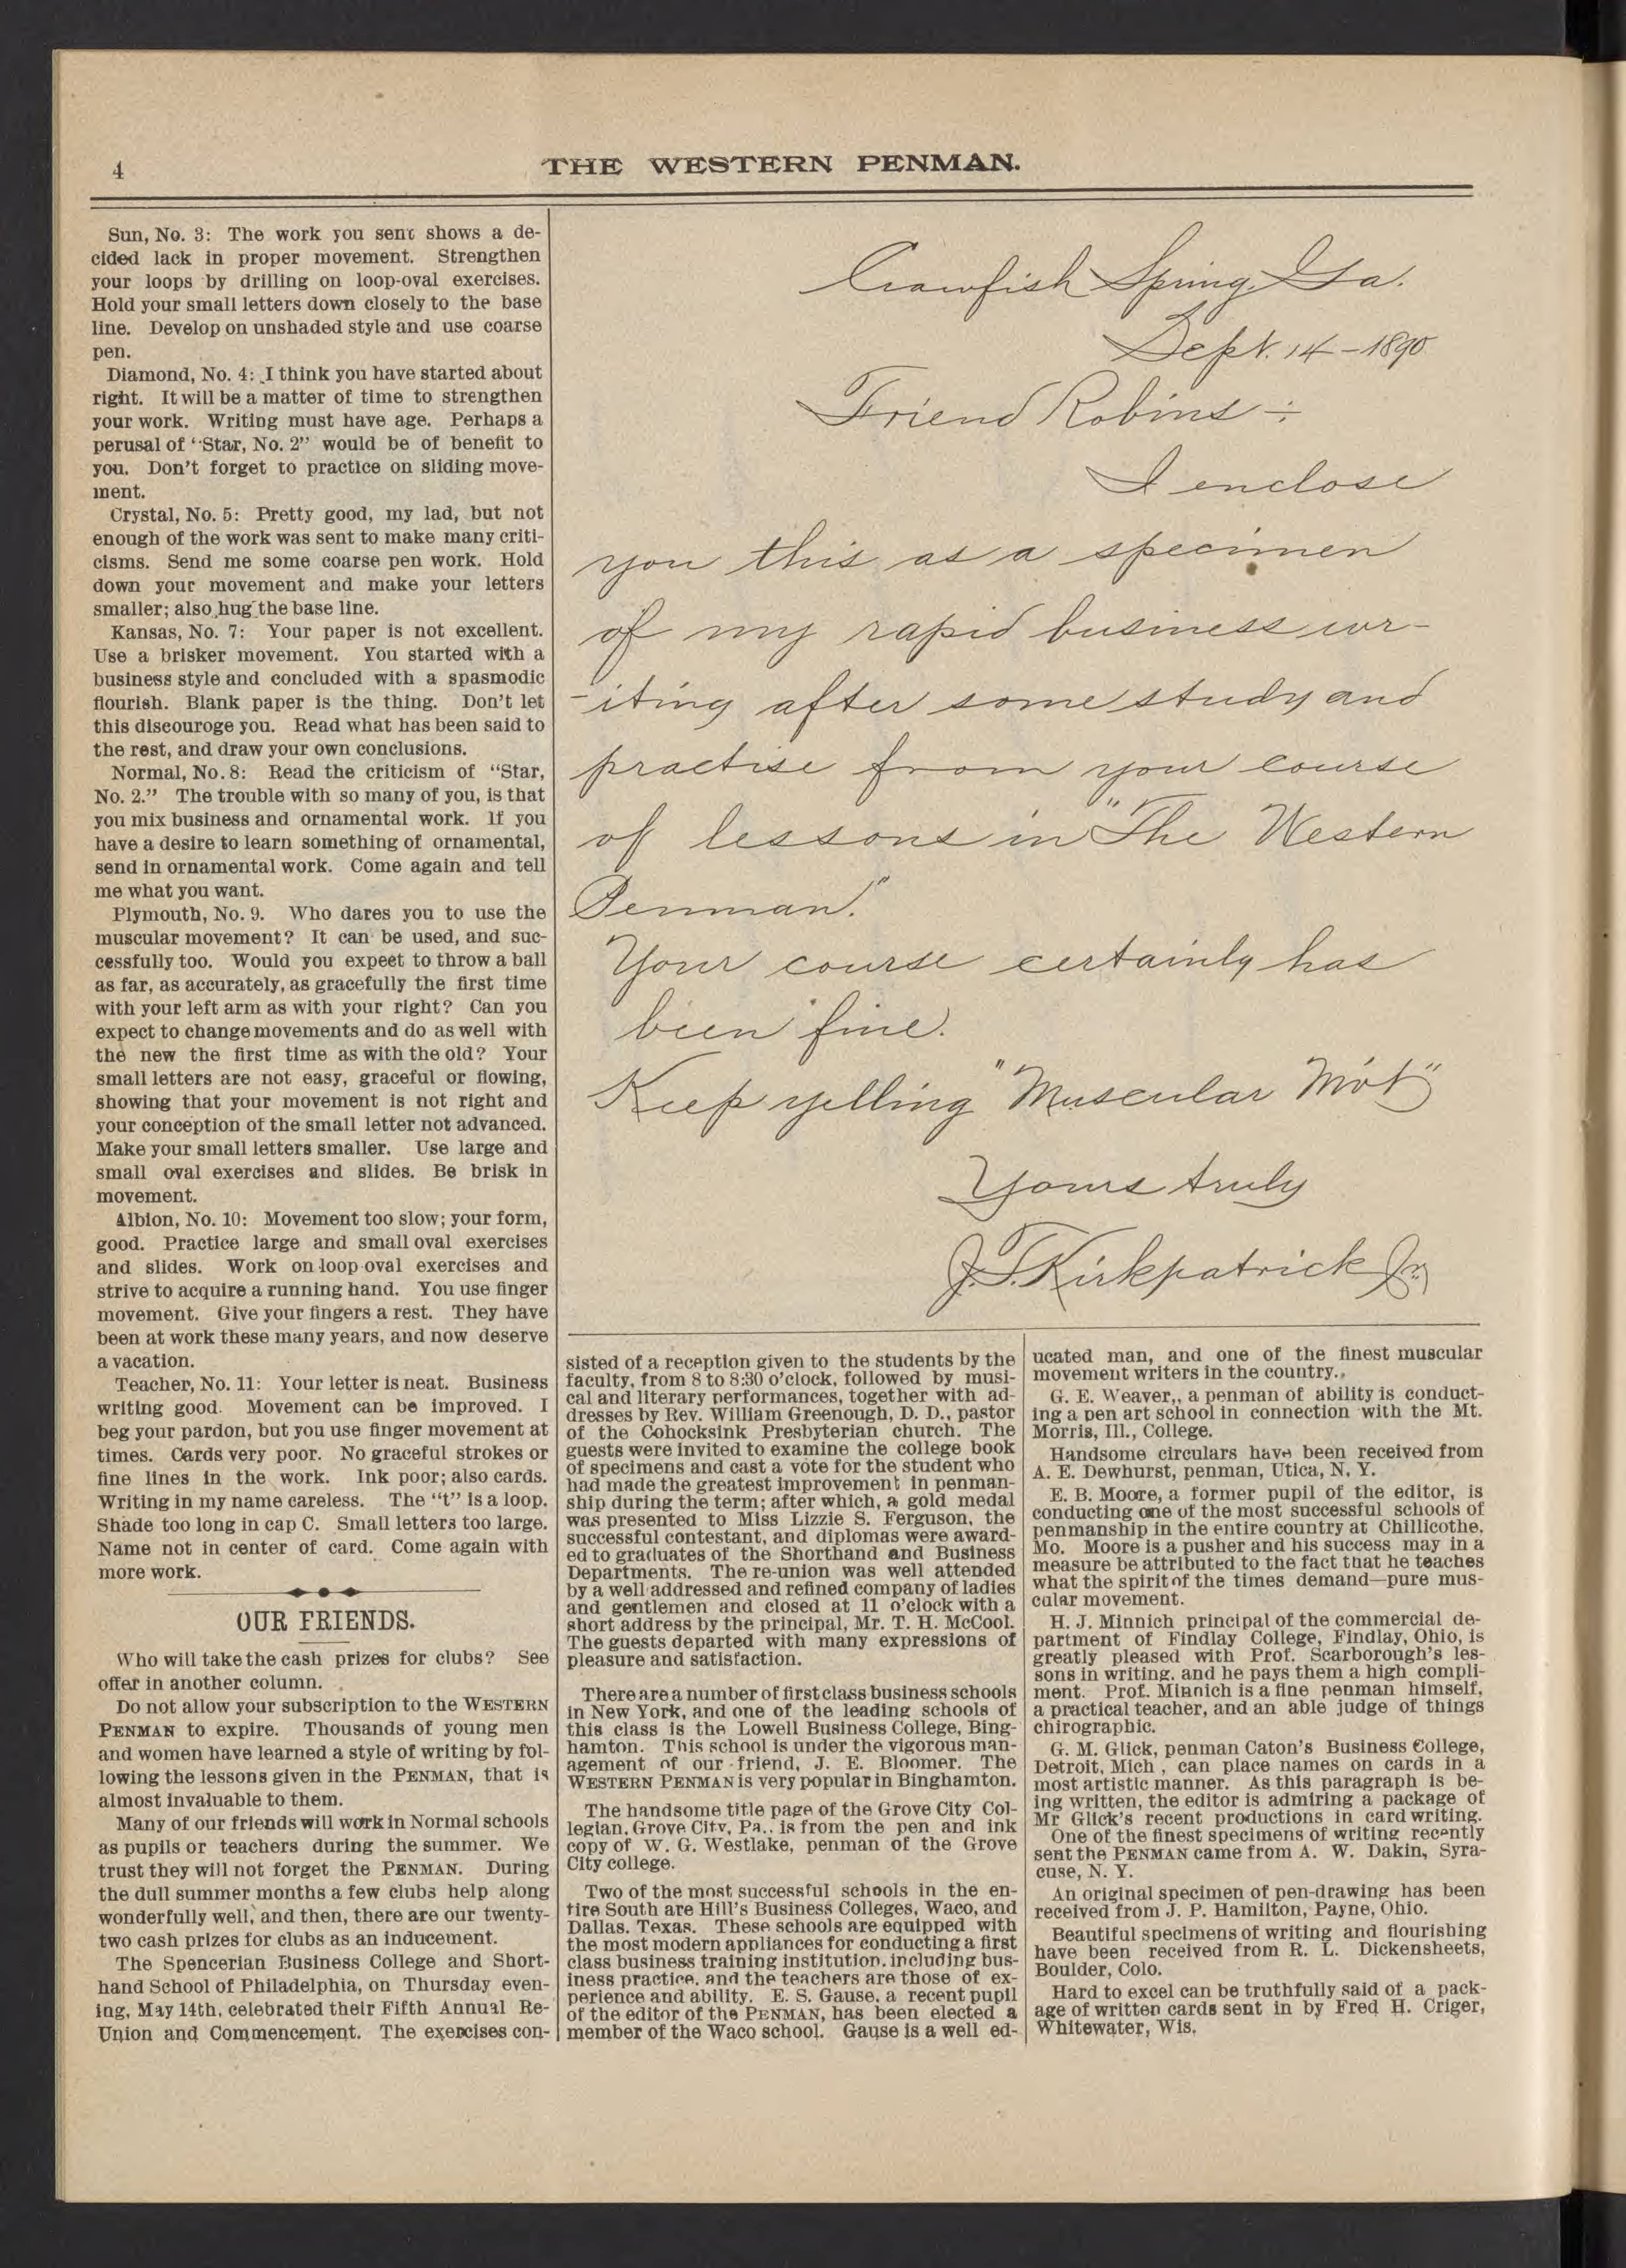 4
THE WESTERN PENMAN.
Sun, No. 3: The work you sent shows a de-
cided lack in proper movement. Strengthen
your loops by drilling on loop-oval exercises.
Hold your small letters down closely to the base
line. Develop on unshaded style and use coarse
pen.
Diamond, No. 4: I think you have started about
right. It will be a matter of time to strengthen
your work. Writing must have age. Perhaps a
perusal of "Star, No. 2" would be of benefit to
you. Don't forget to practice on sliding move-
ment.
Crystal, No. 5: Pretty good, my lad, but not
enough of the work was sent to make many criti-
cisms. Send me some coarse pen work. Hold
down your movement and make your letters
smaller; also hug the base line.
Kansas, No. 7: Your paper is not excellent.
Use a brisker movement. You started with a
business style and concluded with a spasmodic
flourish. Blank paper is the thing. Don't let
this discouroge you. Read what has been said to
the rest, and draw your own conclusions.
Normal, No. 8: Read the criticism of "Star,
No. 2." The trouble with so many of you, is that
you mix business and ornamental work. If you
have a desire to learn something of ornamental,
send in ornamental work. Come again and tell
me what you want.
Plymouth, No. 9. Who dares you to use the
muscular movement? It can be used, and suc-
cessfully too. Would you expect to throw a ball
as far, as accurately, as gracefully the first time
with your left arm as with your right? Can you
expect to change movements and do as well with
the new the first time as with the old? Your
small letters are not easy, graceful or flowing,
showing that your movement is not right and
your conception of the small letter not advanced.
Make your small letters smaller. Use large and
small oval exercises and slides. Be brisk in
movement.
Albion, No. 10: Movement too slow; your form,
good. Practice large and small oval exercises
and slides. Work on loop oval exercises and
strive to acquire a running hand. You use finger
movement. Give your fingers a rest. They have
been at work these many years, and now deserve
a vacation.
Teacher, No. 11: Your letter is neat. Business
writing good. Movement can be improved. I
beg your pardon, but you use finger movement at
times. Cards very poor. No graceful strokes or
fine lines in the work. Ink poor; also cards.
Writing in my name careless. The "t" is a loop.
Shade too long in cap C. Small letters too large.
Name not in center of card. Come again with
more work.
OUR FRIENDS.
Who will take the cash prizes for clubs? See
offer in another column.
Do not allow your subscription to the WESTERN
PENMAN to expire. Thousands of young men
and women have learned a style of writing by fol-
lowing the lessons given in the PENMAN, that is
almost invaluable to them.
Many of our friends will work in Normal schools
as pupils or teachers during the summer. We
trust they will not forget the PENMAN. During
the dull summer months a few clubs help along
wonderfully well, and then, there are our twenty-
two cash prizes for clubs as an inducement.
The Spencerian Business College and Short-
hand School of Philadelphia, on Thursday even-
ing, May 14th, celebrated their Fifth Annual Re-
Union and Commencement. The exercises con-
Crawfish Spring, Ga.
Sept. 14-1890
Friend Robins:-
I enclose
you this as a specimen
of my rapid business wr-
-iting after some study and
practise from your course
of lessons in "The Western
Penman."
Your course certainly has
been fine.
Keep yelling "Muscular Mv't"
Yours truly
J.T. Kirkpatrick Jr.
sisted of a reception given to the students by the
faculty, from 8 to 8:30 o'clock, followed by musi-
cal and literary performances, together with ad-
dresses by Rev. William Greenough, D. D., pastor
of the Cohocksink Presbyterian church. The
guests were invited to examine the college book
of specimens and cast a vote for the student who
had made the greatest improvement in penman-
ship during the term; after which, a gold medal
was presented to Miss Lizzie S. Ferguson, the
successful contestant, and diplomas were award-
ed to graduates of the Shorthand and Business
Departments. The re-union was well attended
by a well addressed and refined company of ladies
and gentlemen and closed at 11 o'clock with a
short address by the principal, Mr. T. H. McCool.
The guests departed with many expressions of
pleasure and satisfaction.
There are a number of first class business schools
in New York, and one of the leading schools of
this class is the Lowell Business College, Bing-
hamton. This school is under the vigorous man-
agement of our friend, J. E. Bloomer. The
WESTERN PENMAN is very popular in Binghamton.
The handsome title page of the Grove City Col-
legian, Grove City, Pa., is from the pen and ink
copy of W. G. Westlake, penman of the Grove
City college.
Two of the most successful schools in the en-
tire South are Hill's Business Colleges, Waco, and
Dallas, Texas. These schools are equipped with
the most modern appliances for conducting a first
class business training institution, including bus-
iness practice, and the teachers are those of ex-
perience and ability. E. S. Gause, a recent pupil
of the editor of the PENMAN, has been elected a
member of the Waco school. Gause is a well ed-
ucated man, and one of the finest muscular
movement writers in the country..
G. E. Weaver,, a penman of ability is conduct-
ing a pen art school in connection with the Mt.
Morris, Ill., College.
Handsome circulars have been received from
A. E. Dewhurst, penman, Utica, N. Y.
E. B. Moore, a former pupil of the editor, is
conducting one of the most successful schools of
penmanship in the entire country at Chillicothe,
Mo. Moore is a pusher and his success may in a
measure be attributed to the fact that he teaches
what the spirit of the times demand—pure mus-
cular movement.
H. J. Minnich principal of the commercial de-
partment of Findlay College, Findlay, Ohio, is
greatly pleased with Prof. Scarborough's les-
sons in writing, and he pays them a high compli-
ment. Prof. Minnich is a fine penman himself,
a practical teacher, and an able judge of things
chirographic.
G. M. Glick, penman Caton's Business College,
Detroit, Mich, can place names on cards in a
most artistic manner. As this paragraph is be-
ing written, the editor is admiring a package of
Mr Glick's recent productions in card writing.
One of the finest specimens of writing recently
sent the PENMAN came from A. W. Dakin, Syra-
cuse, N. Y.
An original specimen of pen-drawing has been
received from J. P. Hamilton, Payne, Ohio.
Beautiful specimens of writing and flourishing
have been received from R. L. Dickensheets,
Boulder, Colo.
Hard to excel can be truthfully said of a pack-
age of written cards sent in by Fred H. Criger,
Whitewater, Wis.